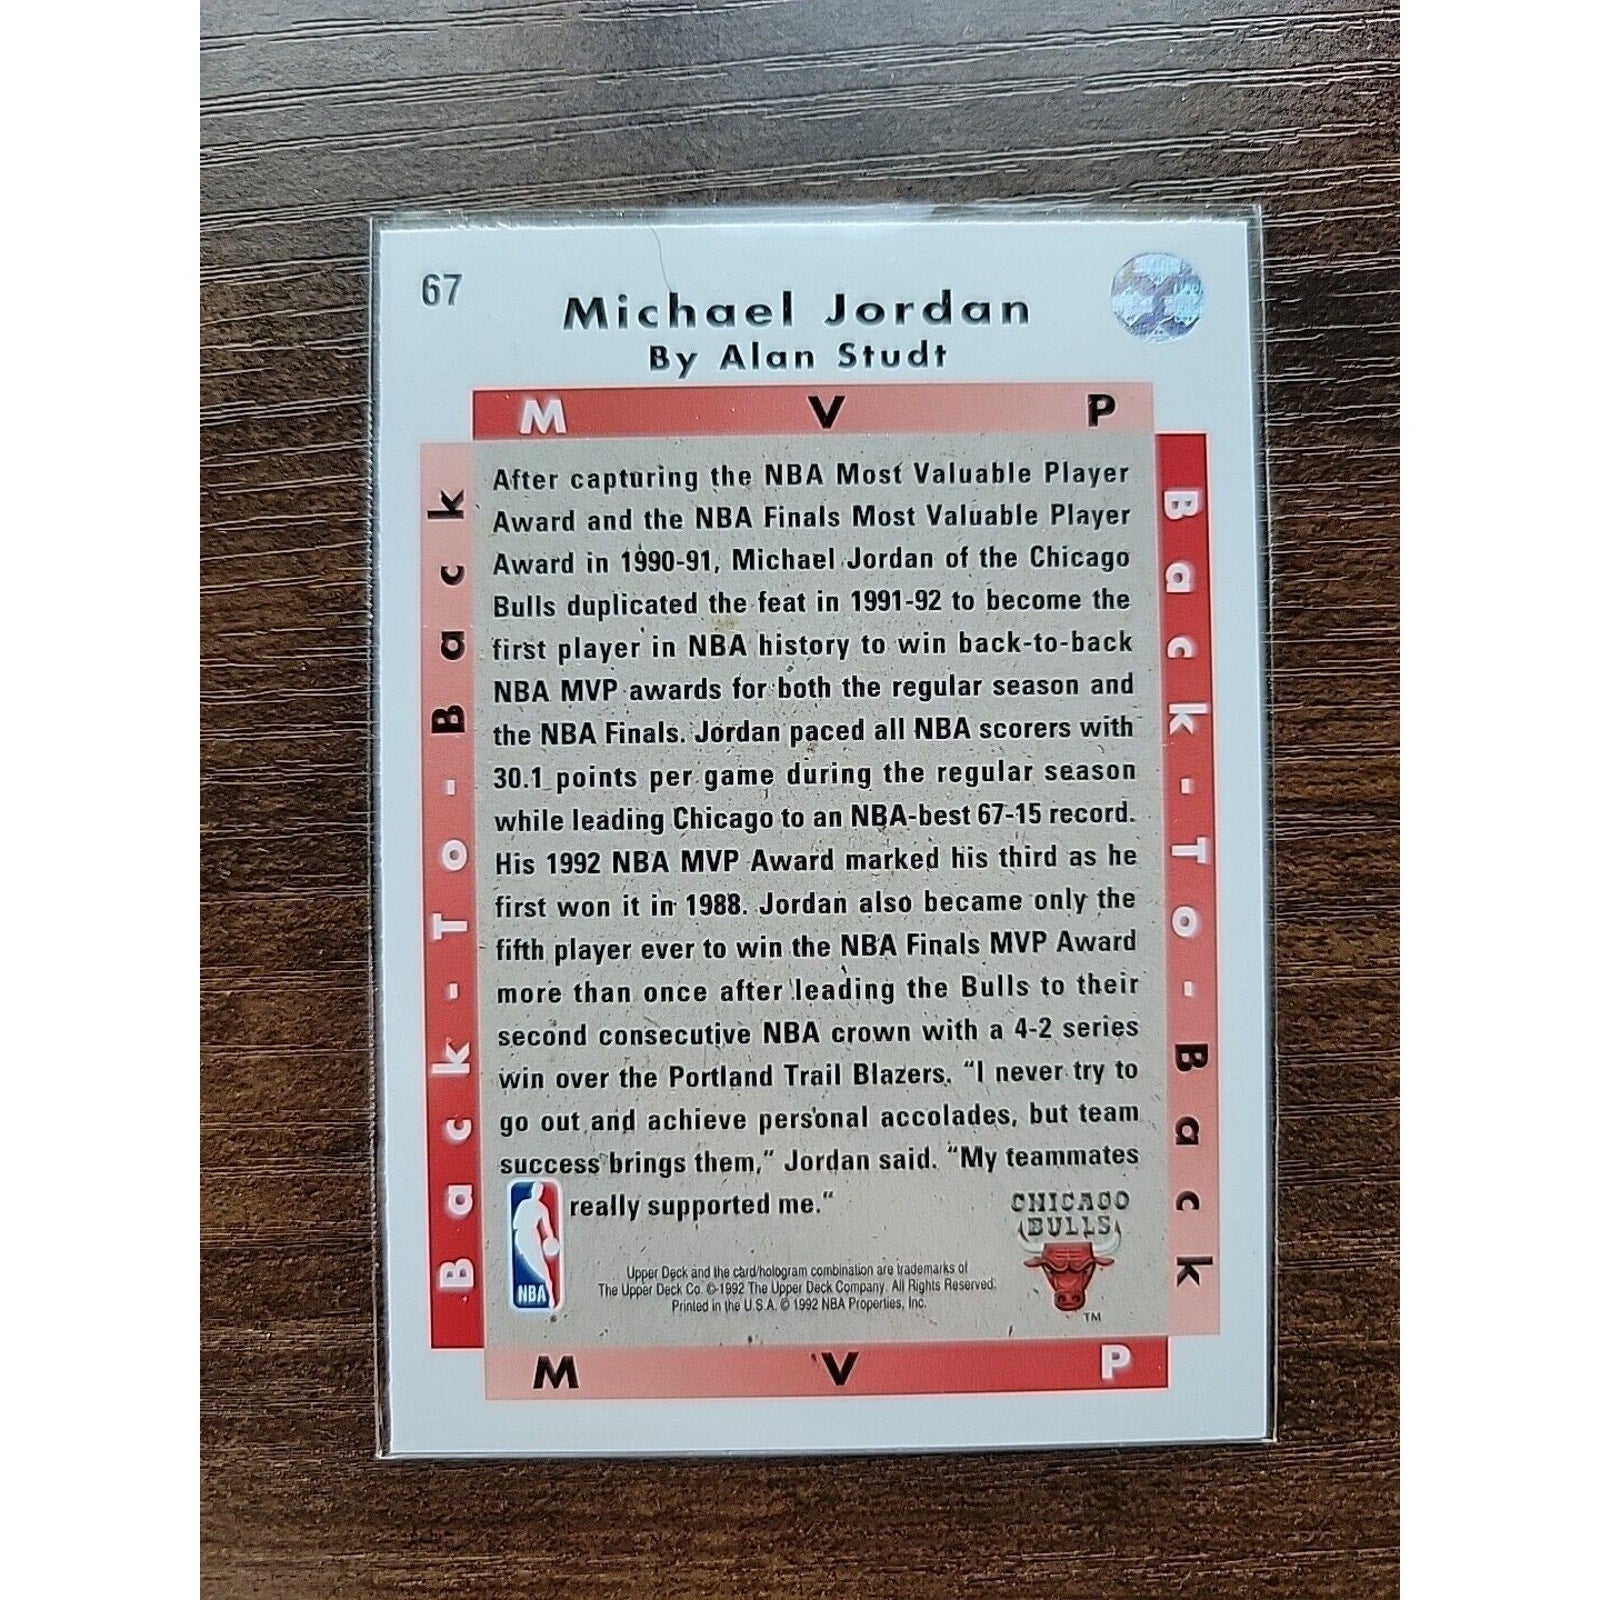 67
Michael Jordan
By Alan Studt
M V P
Back-To-Back
Back-To-Back
After capturing the NBA Most Valuable Player
Award and the NBA Finals Most Valuable Player
Award in 1990-91, Michael Jordan of the Chicago
Bulls duplicated the feat in 1991-92 to become the
first player in NBA history to win back-to-back
NBA MVP awards for both the regular season and
the NBA Finals. Jordan paced all NBA scorers with
30.1 points per game during the regular season
while leading Chicago to an NBA-best 67-15 record.
His 1992 NBA MVP Award marked his third as he
first won it in 1988. Jordan also became only the
fifth player ever to win the NBA Finals MVP Award
more than once after leading the Bulls to their
second consecutive NBA crown with a 4-2 series
win over the Portland Trail Blazers. "I never try to
go out and achieve personal accolades, but team
success brings them," Jordan said. "My teammates
really supported me."
NBA
®
CHICAGO
BULLS
TM
Upper Deck and the card/hologram combination are trademarks of
The Upper Deck Co. © 1992 The Upper Deck Company. All Rights Reserved.
Printed in the U.S.A. © 1992 NBA Properties, Inc.
M V P